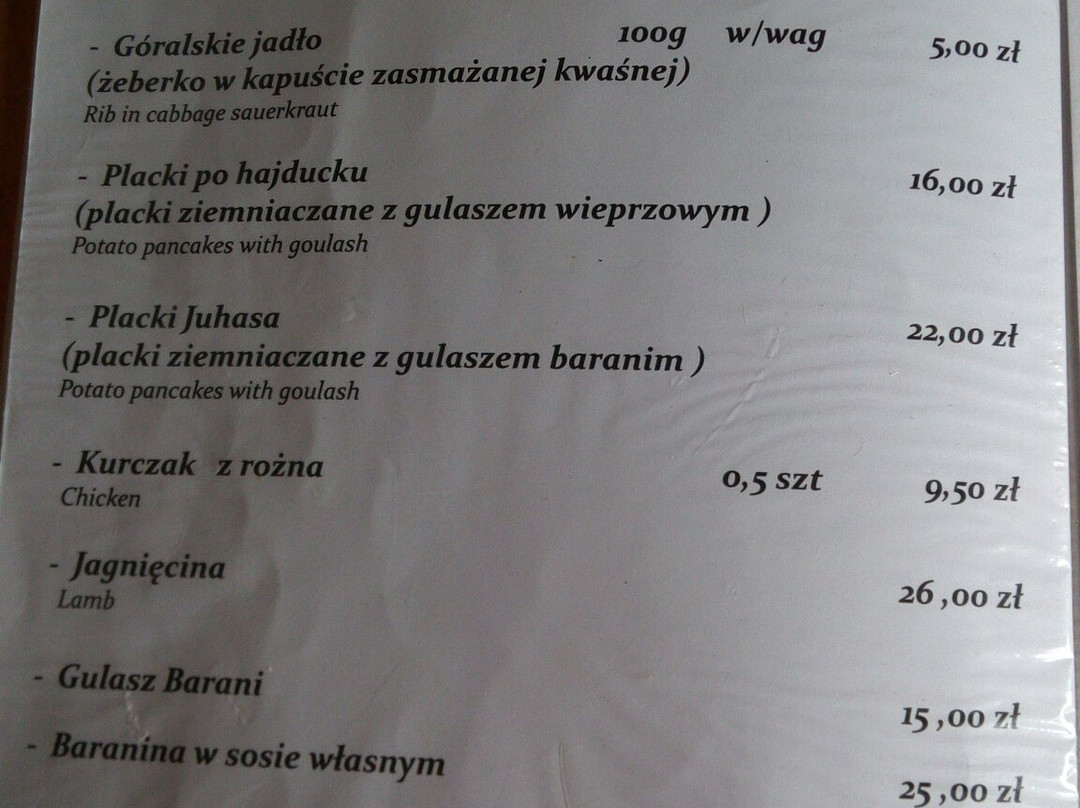 - Góralskie jadło 100g w/wag 5,00 zł
(żeberko w kapuście zasmażanej kwaśnej)
Rib in cabbage sauerkraut
- Placki po hajducku 16,00 zł
(placki ziemniaczane z gulaszem wieprzowym )
Potato pancakes with goulash
- Placki Juhasa 22,00 zł
(placki ziemniaczane z gulaszem baranim )
Potato pancakes with goulash
- Kurczak z rożna 0,5 szt 9,50 zł
Chicken
- Jagnięcina 26,00 zł
Lamb
- Gulasz Barani 15,00 zł
- Baranina w sosie własnym 25,00 zł